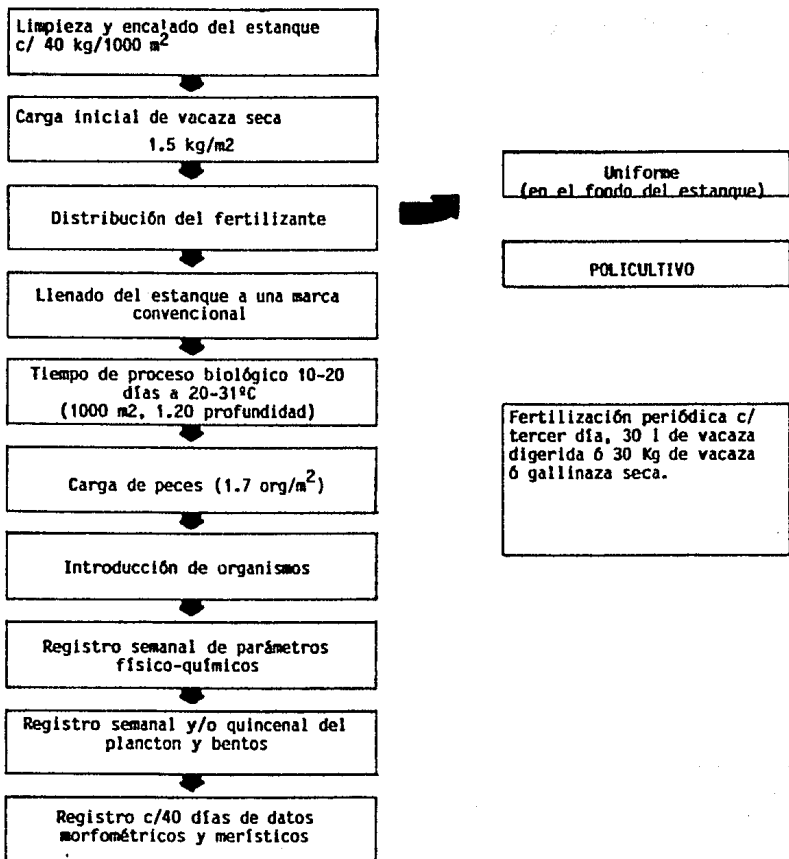 Limpieza y encalado del estanque
c/ 40 kg/1000 m²
Carga inicial de vacaza seca
1.5 kg/m2
Distribución del fertilizante
Llenado del estanque a una marca
convencional
Tiempo de proceso biológico 10-20
días a 20-31ºC
(1000 m2, 1.20 profundidad)
Carga de peces (1.7 org/m²)
Introducción de organismos
Registro semanal de parámetros
físico-químicos
Registro semanal y/o quincenal del
plancton y bentos
Registro c/40 días de datos
morfométricos y merísticos
Uniforme
(en el fondo del estanque)
POLICULTIVO
Fertilización periódica c/
tercer día, 30 l de vacaza
digerida ó 30 Kg de vacaza
ó gallinaza seca.